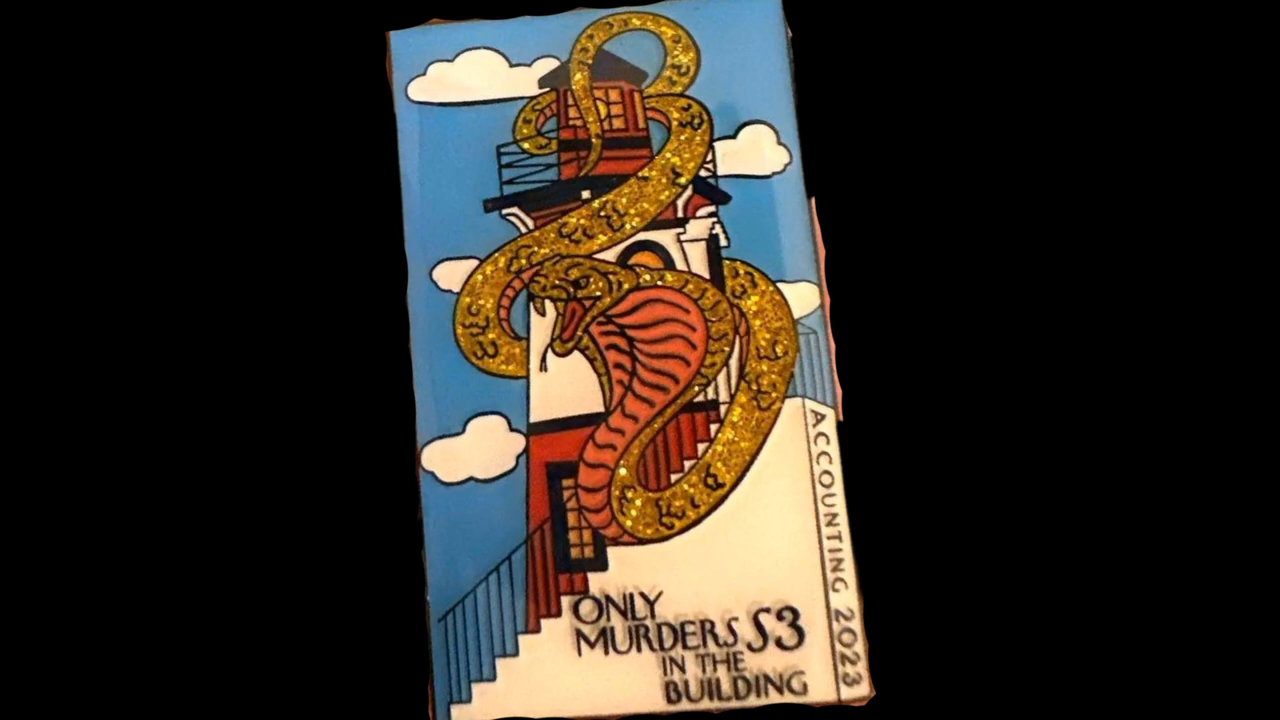 ONLY
MURDERS S3
IN THE
BUILDING
ACCOUNTING 2023